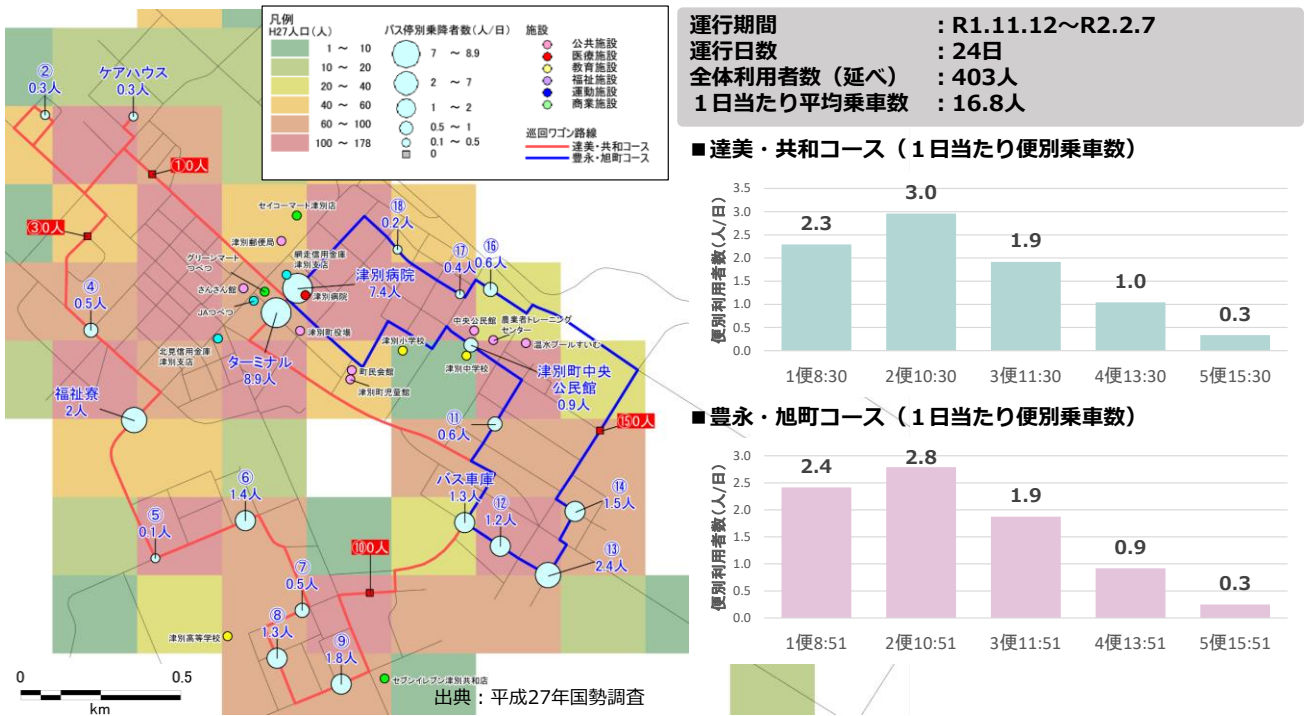 凡例
H27人口(人)
1 ～ 10
10 ～ 20
20 ～ 40
40 ～ 60
60 ～ 100
100 ～ 178
バス停別乗降者数(人/日)
7 ～ 8.9
2 ～ 7
1 ～ 2
0.5 ～ 1
0.1 ～ 0.5
0
施設
公共施設
医療施設
教育施設
福祉施設
運動施設
商業施設
巡回ワゴン路線
達美・共和コース
豊永・旭町コース
②
0.3人
ケアハウス
0.3人
①0人
③0人
④
0.5人
セイコーマート津別店
津別郵便局
グリーンマート
つべつ
網走信用金庫
津別支店
さんさん館
JAつべつ
津別病院
7.4人
津別病院
北見信用金庫
津別支店
ターミナル
8.9人
津別町役場
町民会館
津別町児童館
津別小学校
⑱
0.2人
⑰
0.4人
⑯
0.6人
中央公民館
農業者トレーニング
センター
温水プールすいむ
津別中学校
津別町中央
公民館
0.9人
福祉寮
2人
⑪
0.6人
⑮0人
バス車庫
1.3人
⑫
1.2人
⑭
1.5人
⑬
2.4人
⑥
1.4人
⑤
0.1人
⑩0人
⑦
0.5人
⑧
1.3人
⑨
1.8人
津別高等学校
セブンイレブン津別共和店
0
0.5
km
出典：平成27年国勢調査
運行期間 ：R1.11.12～R2.2.7
運行日数 ：24日
全体利用者数（延べ） ：403人
１日当たり平均乗車数 ：16.8人
■達美・共和コース（１日当たり便別乗車数）
便別利用者数(人/日)
3.5
3.0
2.5
2.0
1.5
1.0
0.5
0.0
2.3
3.0
1.9
1.0
0.3
1便8:30
2便10:30
3便11:30
4便13:30
5便15:30
■豊永・旭町コース（１日当たり便別乗車数）
便別利用者数(人/日)
3.0
2.5
2.0
1.5
1.0
0.5
0.0
2.4
2.8
1.9
0.9
0.3
1便8:51
2便10:51
3便11:51
4便13:51
5便15:51